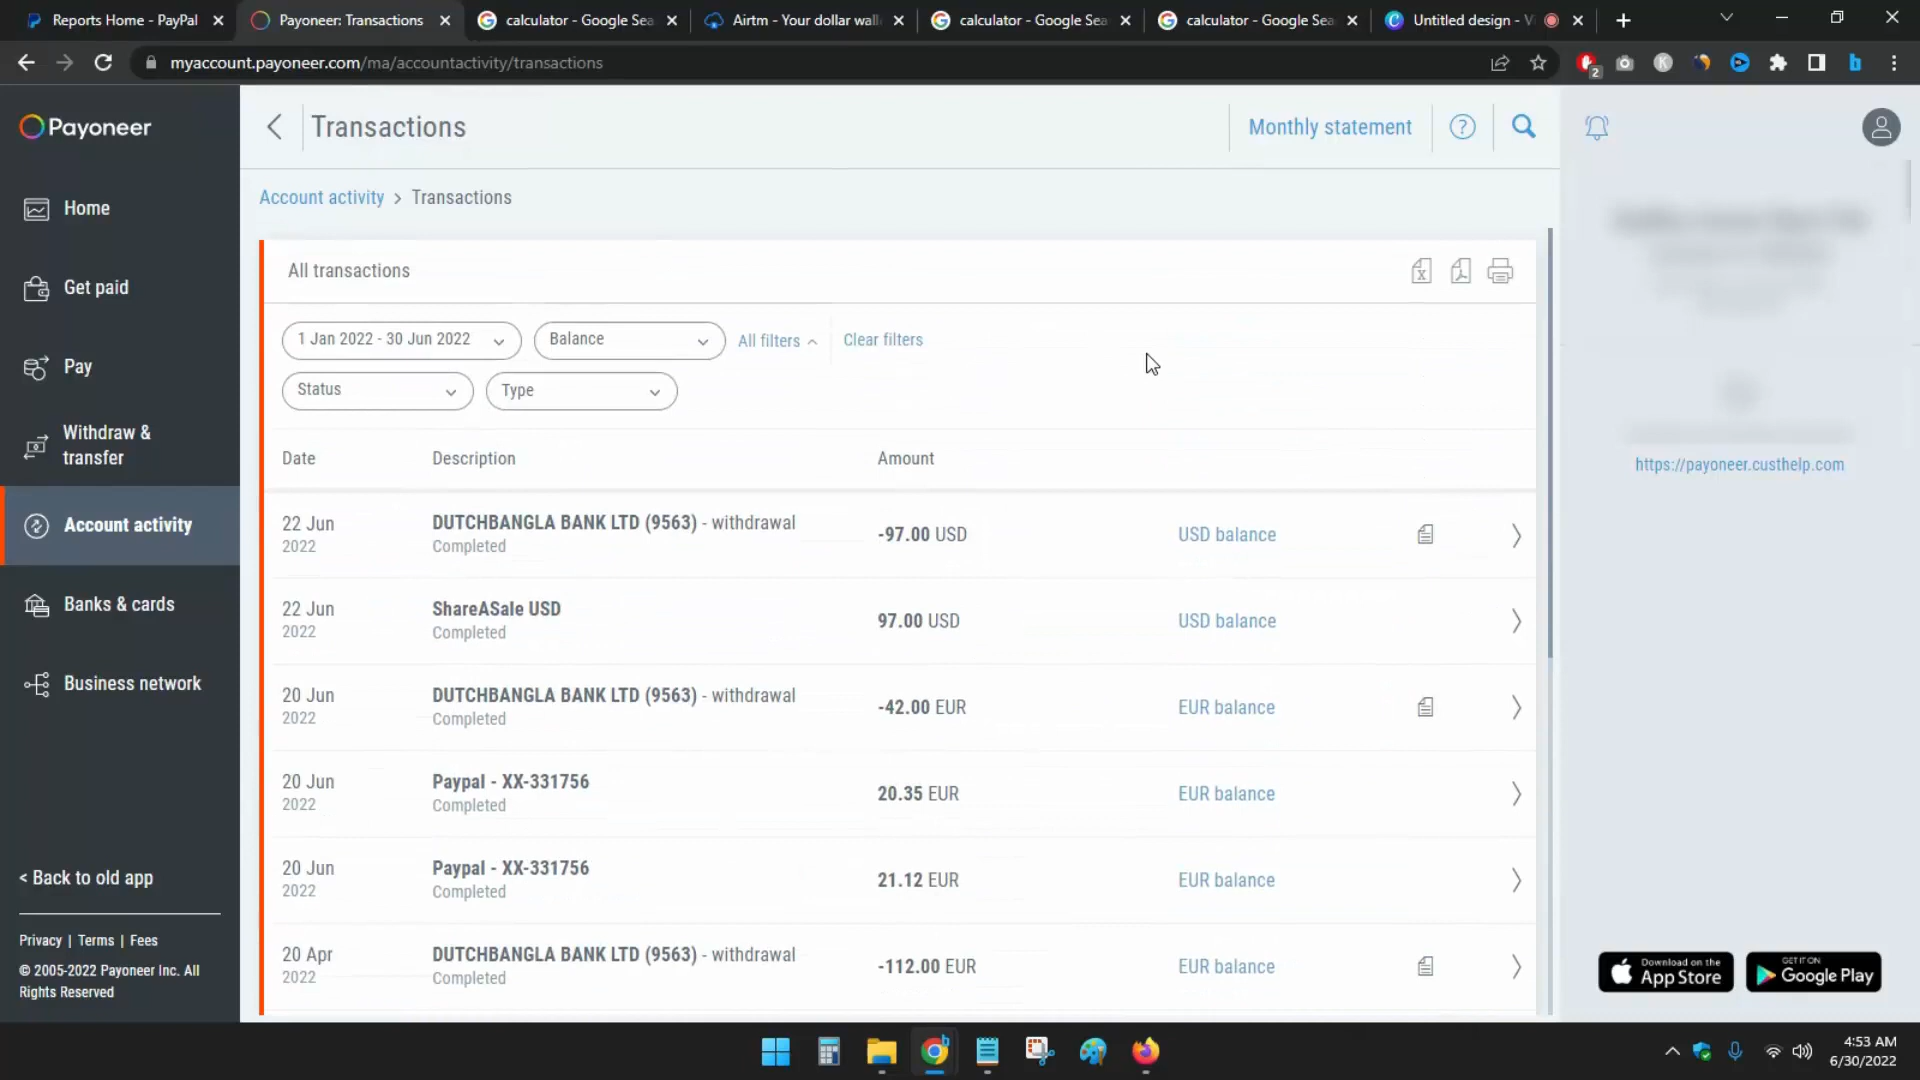 Reports Home - PayPal
Payoneer: Transactions
calculator - Google Sea
Airtm - Your dollar wall
calculator - Google Sea
calculator - Google Sea
Untitled design - Vi
myaccount.payoneer.com/ma/accountactivity/transactions
2
Payoneer
Transactions
Monthly statement
?
Home
Account activity > Transactions
All transactions
Get paid
1 Jan 2022 - 30 Jun 2022
Balance
All filters
Clear filters
Pay
Status
Type
Withdraw &
transfer
Date
Description
Amount
https://payoneer.custhelp.com
Account activity
22 Jun
2022
DUTCHBANGLA BANK LTD (9563) - withdrawal
Completed
-97.00 USD
USD balance
Banks & cards
22 Jun
2022
ShareASale USD
Completed
97.00 USD
USD balance
Business network
20 Jun
2022
DUTCHBANGLA BANK LTD (9563) - withdrawal
Completed
-42.00 EUR
EUR balance
20 Jun
2022
Paypal - XX-331756
Completed
20.35 EUR
EUR balance
20 Jun
2022
Paypal - XX-331756
Completed
21.12 EUR
EUR balance
20 Apr
2022
DUTCHBANGLA BANK LTD (9563) - withdrawal
Completed
-112.00 EUR
EUR balance
< Back to old app
Privacy | Terms | Fees
© 2005-2022 Payoneer Inc. All
Rights Reserved
Download on the
App Store
GET IT ON
Google Play
4:53 AM
6/30/2022